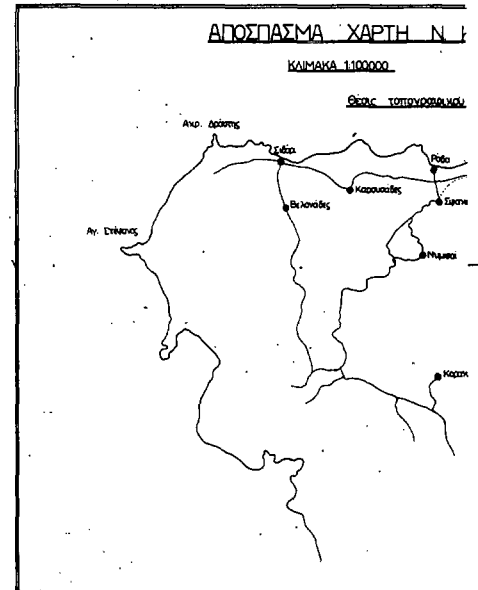 ΑΠΟΣΠΑΣΜΑ ΧΑΡΤΗ Ν
ΚΛΙΜΑΚΑ 1:100000
Θέσις τοπογραφικού
Ακρ. Δράστης
Σιδάρι
Ρόδα
Καρουσάδες
Βελονάδες
Αγ. Στέφανος
Νυμφαί